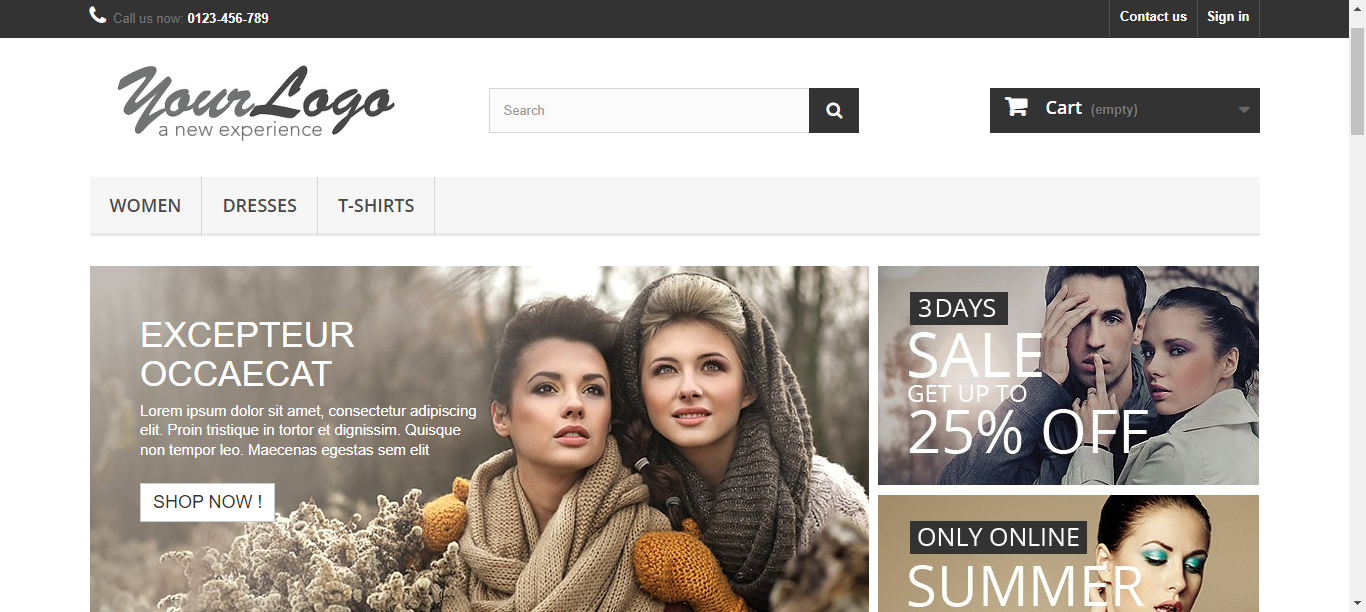 Call us now: 0123-456-789
Contact us
Sign in
YourLogo
a new experience
Search
Cart (empty)
WOMEN
DRESSES
T-SHIRTS
EXCEPTEUR
OCCAECAT
Lorem ipsum dolor sit amet, consectetur adipiscing
elit. Proin tristique in tortor et dignissim. Quisque
non tempor leo. Maecenas egestas sem elit
SHOP NOW !
3DAYS
SALE
GET UP TO
25% OFF
ONLY ONLINE
SUMMER